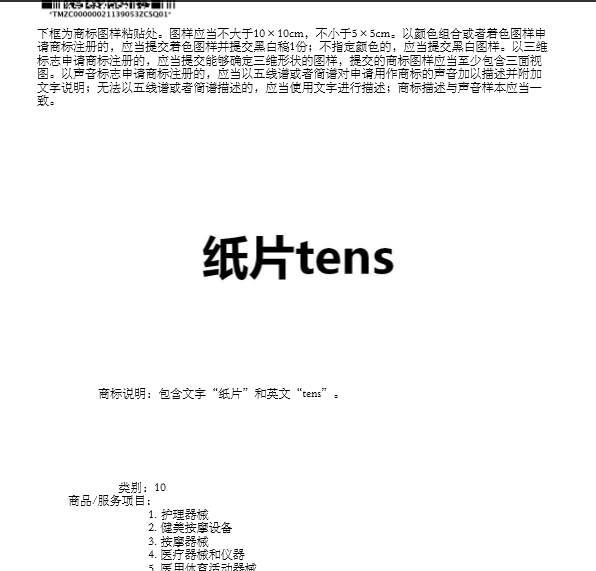 *TMZC00000021139053ZCSQ01*
下框为商标图样粘贴处。图样应当不大于10×10cm，不小于5×5cm。以颜色组合或者着色图样申
请商标注册的，应当提交着色图样并提交黑白稿1份；不指定颜色的，应当提交黑白图样。以三维
标志申请商标注册的，应当提交能够确定三维形状的图样，提交的商标图样应当至少包含三面视
图。以声音标志申请商标注册的，应当以五线谱或者简谱对申请用作商标的声音加以描述并附加
文字说明；无法以五线谱或者简谱描述的，应当使用文字进行描述；商标描述与声音样本应当一
致。
纸片tens
商标说明：包含文字“纸片”和英文“tens”。
类别：10
商品/服务项目：
1. 护理器械
2. 健美按摩设备
3. 按摩器械
4. 医疗器械和仪器
5. 医用体育活动器械